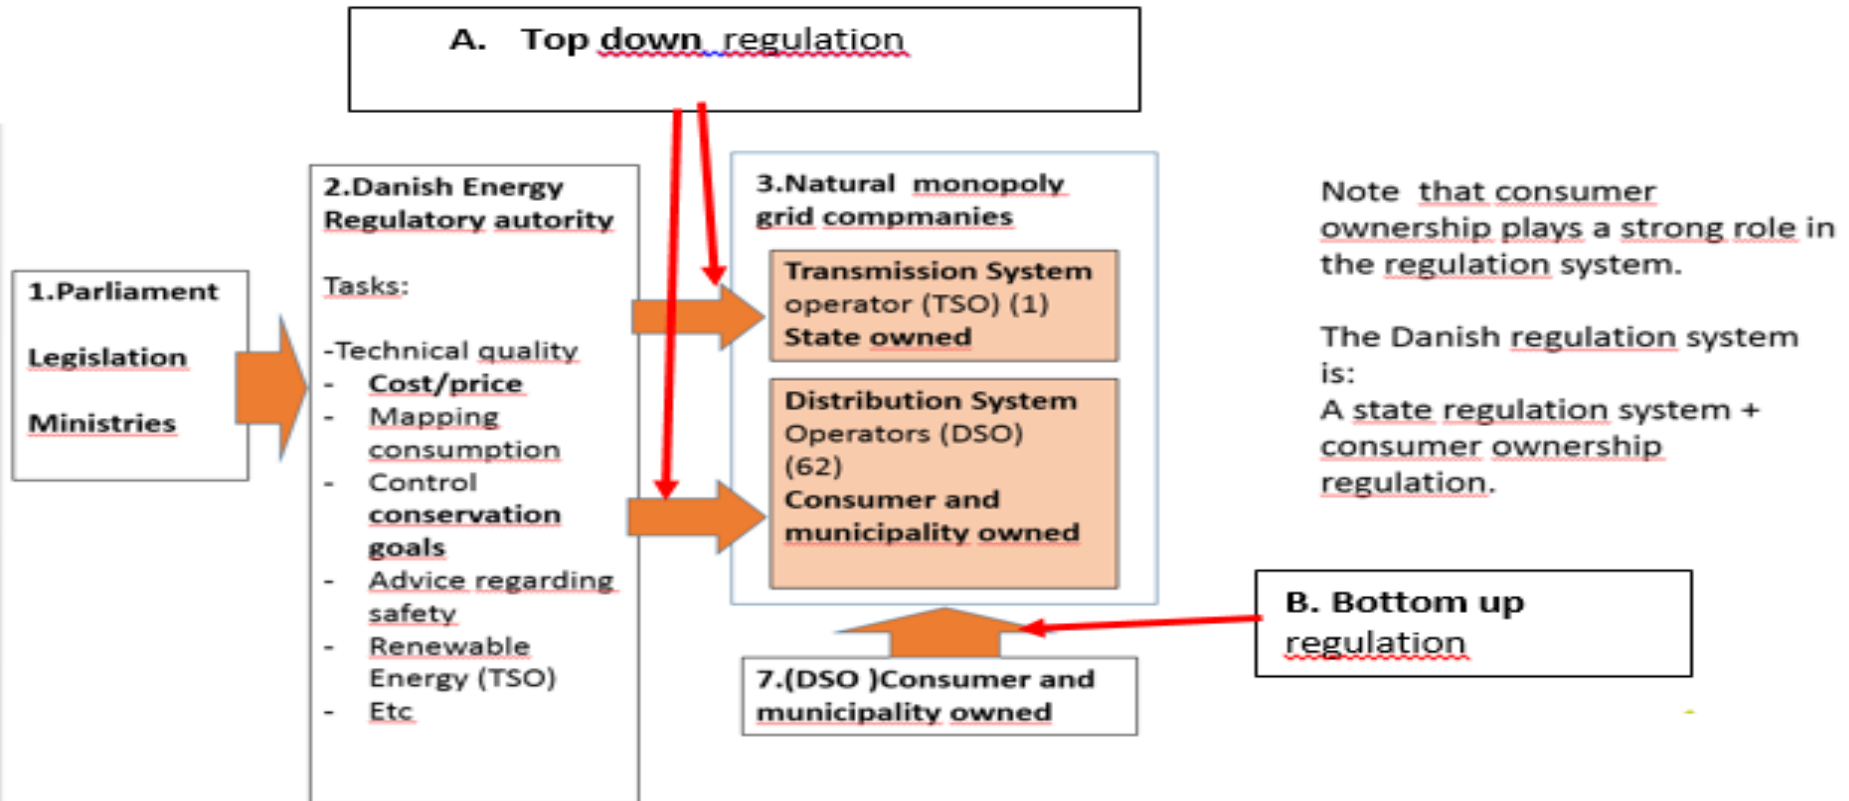 A. Top down regulation
1.Parliament
Legislation
Ministries
2.Danish Energy
Regulatory autority
Tasks:
-Technical quality
- Cost/price
- Mapping
consumption
- Control
conservation
goals
- Advice regarding
safety
- Renewable
Energy (TSO)
- Etc
3.Natural monopoly
grid compmanies
Transmission System
operator (TSO) (1)
State owned
Distribution System
Operators (DSO)
(62)
Consumer and
municipality owned
7.(DSO )Consumer and
municipality owned
Note that consumer
ownership plays a strong role in
the regulation system.
The Danish regulation system
is:
A state regulation system +
consumer ownership
regulation.
B. Bottom up
regulation